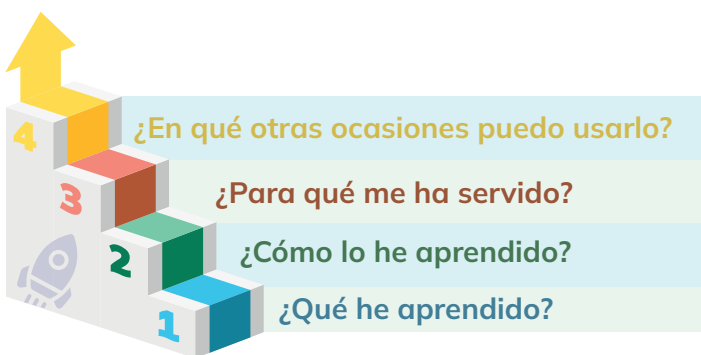 4 ¿En qué otras ocasiones puedo usarlo?
3 ¿Para qué me ha servido?
2 ¿Cómo lo he aprendido?
1 ¿Qué he aprendido?